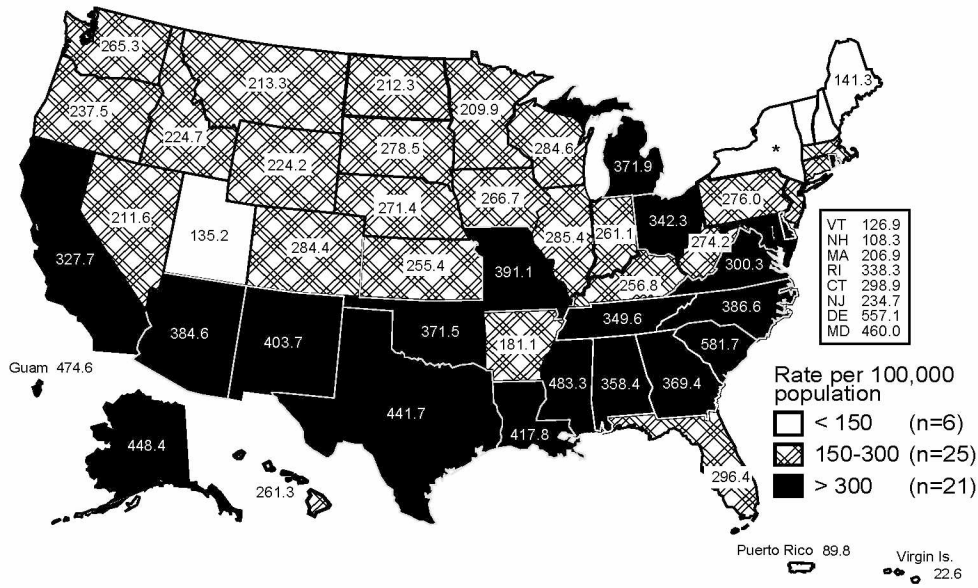 265.3
213.3
212.3
209.9
141.3
237.5
224.7
224.2
278.5
284.6
371.9
*
211.6
135.2
284.4
271.4
266.7
285.4
261.1
342.3
276.0
274.2
327.7
255.4
391.1
256.8
300.3
384.6
403.7
371.5
181.1
349.6
386.6
441.7
417.8
483.3
358.4
369.4
581.7
296.4
VT 126.9
NH 108.3
MA 206.9
RI 338.3
CT 298.9
NJ 234.7
DE 557.1
MD 460.0
Guam 474.6
448.4
261.3
Rate per 100,000
population
< 150 (n=6)
150-300 (n=25)
> 300 (n=21)
Puerto Rico 89.8
Virgin Is.
22.6